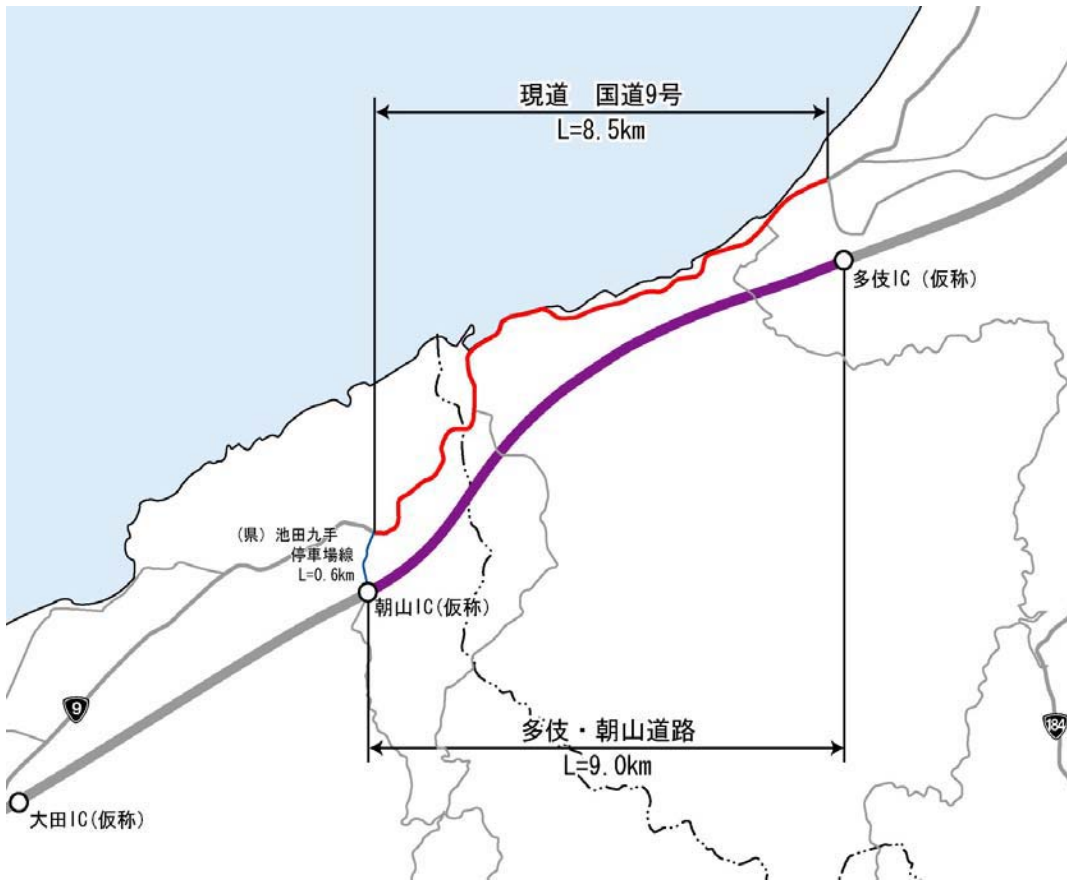 現道　国道9号
L=8.5km
多伎IC（仮称）
（県）池田久手
停車場線
L=0.6km
朝山IC(仮称)
9
184
多伎・朝山道路
L=9.0km
大田IC(仮称)